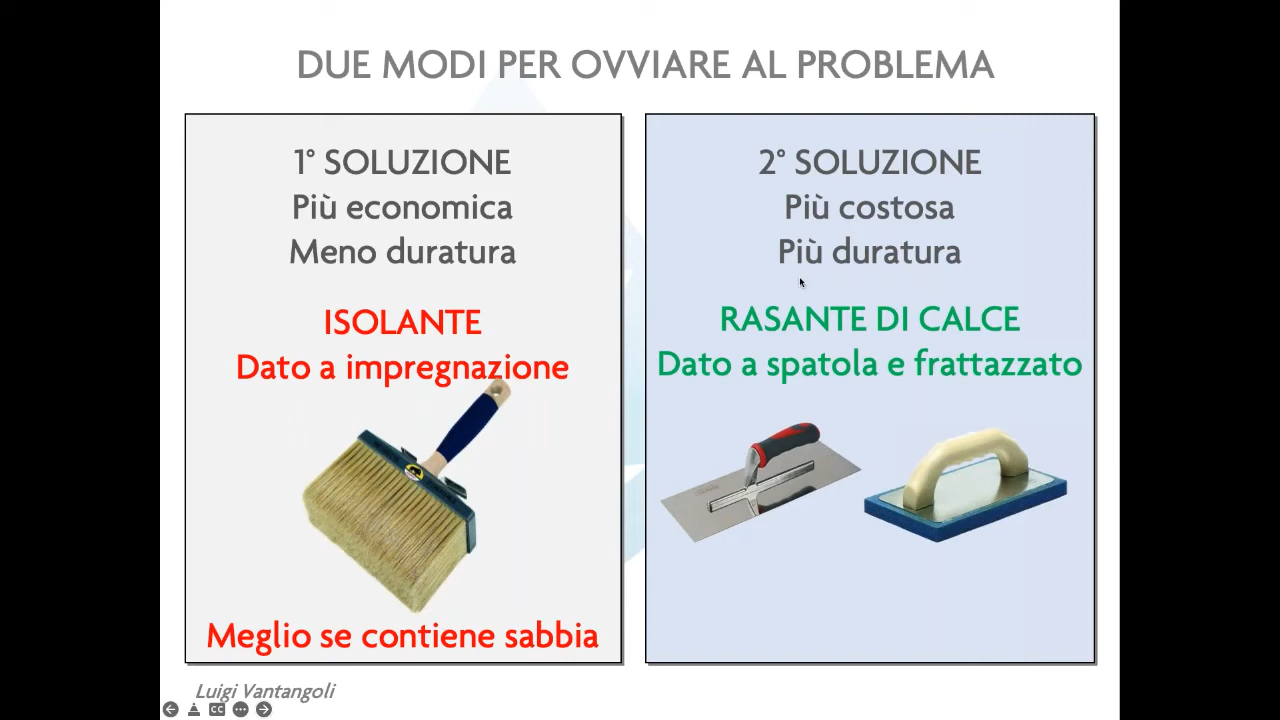 DUE MODI PER OVVIARE AL PROBLEMA
1° SOLUZIONE
Più economica
Meno duratura
ISOLANTE
Dato a impregnazione
Meglio se contiene sabbia
2° SOLUZIONE
Più costosa
Più duratura
RASANTE DI CALCE
Dato a spatola e frattazzato
Luigi Vantangoli
CC